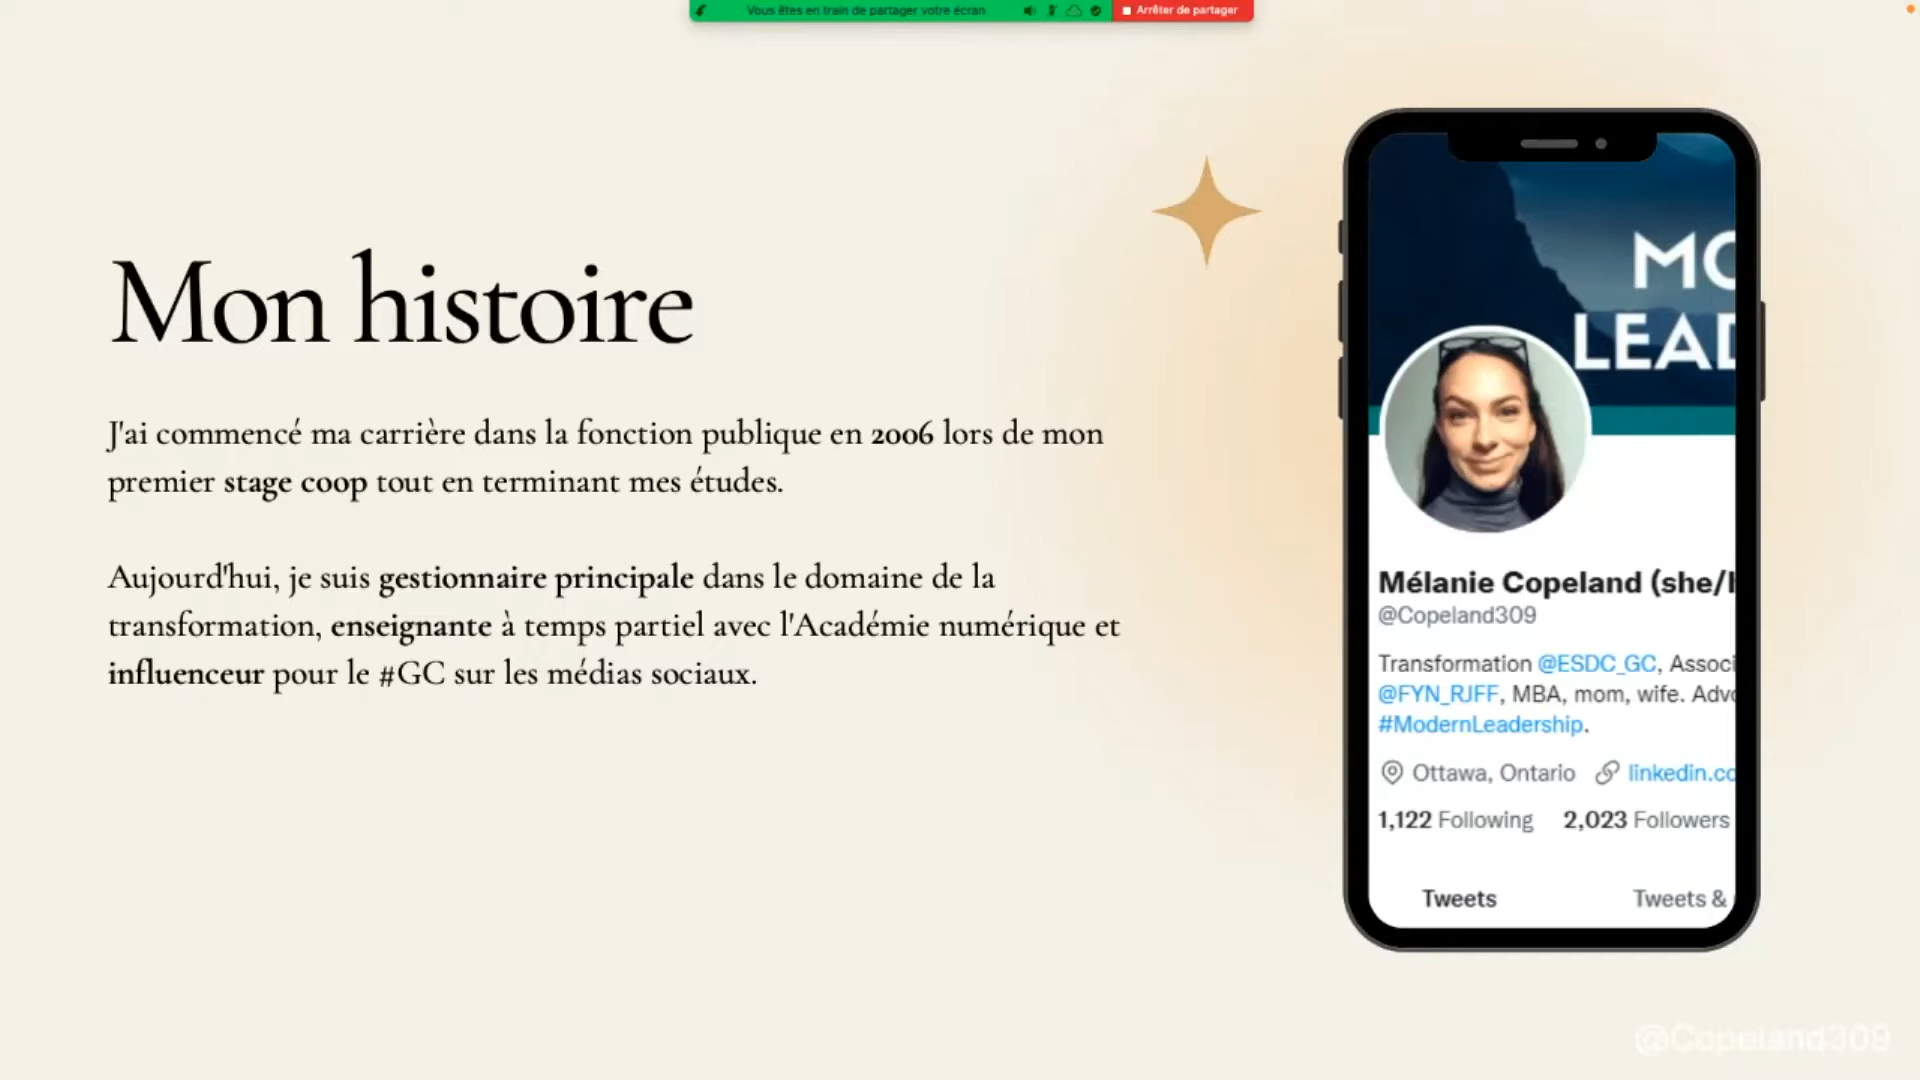 Vous êtes en train de partager votre écran
Arrêter de partager
Mon histoire
J'ai commencé ma carrière dans la fonction publique en 2006 lors de mon
premier stage coop tout en terminant mes études.
Aujourd'hui, je suis gestionnaire principale dans le domaine de la
transformation, enseignante à temps partiel avec l'Académie numérique et
influenceur pour le #GC sur les médias sociaux.
MO
LEAD
Mélanie Copeland (she/h
@Copeland309
Transformation @ESDC_GC, Associ
@FYN_RJFF, MBA, mom, wife. Advo
#ModernLeadership.
Ottawa, Ontario linkedin.co
1,122 Following 2,023 Followers
Tweets Tweets &
@Copeland309